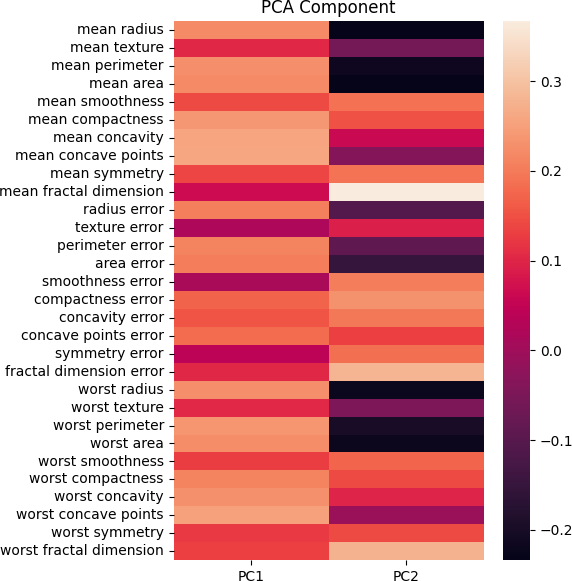 PCA Component
mean radius
mean texture
mean perimeter
mean area
mean smoothness
mean compactness
mean concavity
mean concave points
mean symmetry
mean fractal dimension
radius error
texture error
perimeter error
area error
smoothness error
compactness error
concavity error
concave points error
symmetry error
fractal dimension error
worst radius
worst texture
worst perimeter
worst area
worst smoothness
worst compactness
worst concavity
worst concave points
worst symmetry
worst fractal dimension
PC1 PC2
0.3
0.2
0.1
0.0
−0.1
−0.2